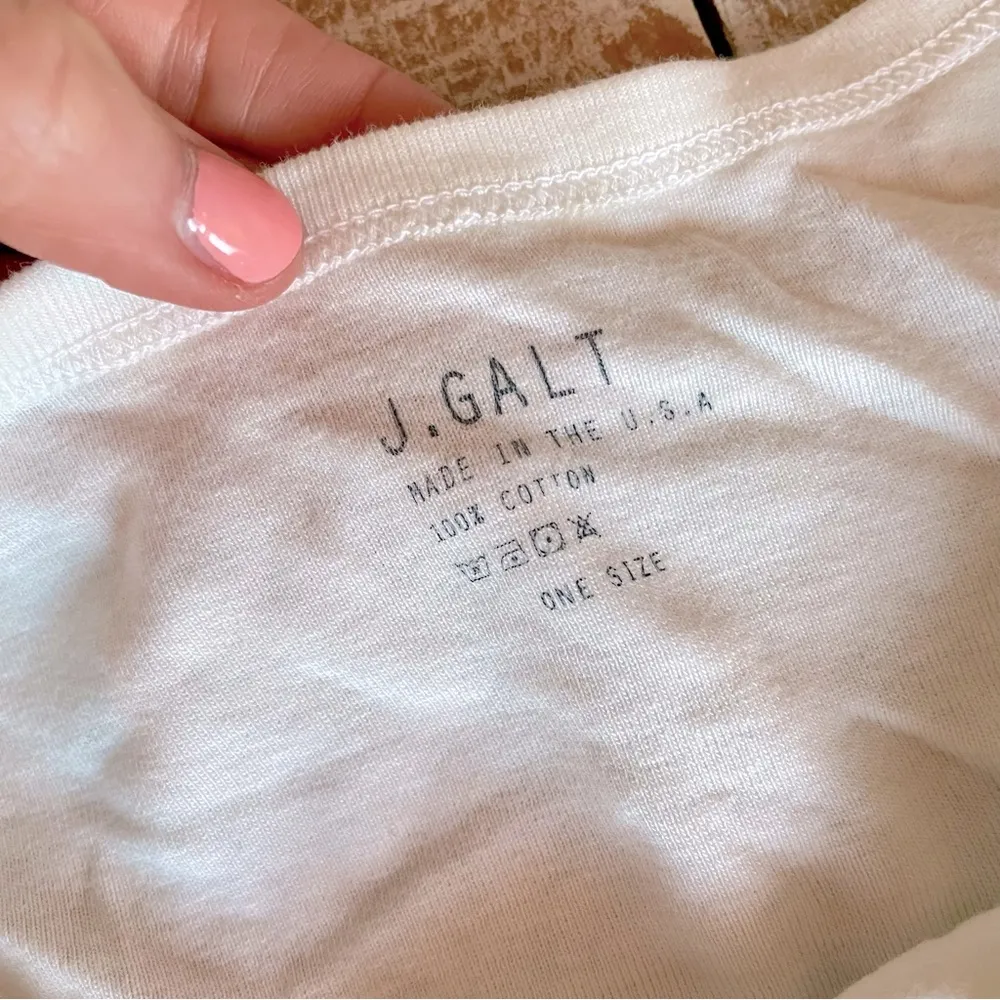 J.GALT
MADE IN THE U.S.A
100% COTTON
ONE SIZE